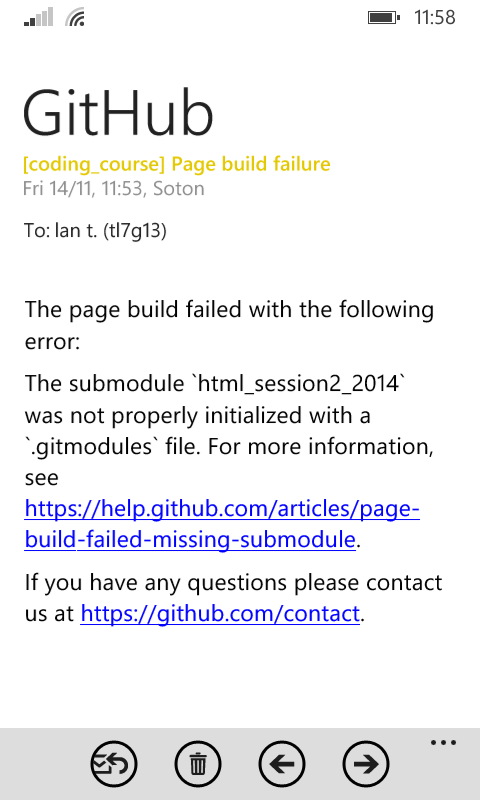 11:58
GitHub
[coding_course] Page build failure
Fri 14/11, 11:53, Soton
To: lan t. (tl7g13)
The page build failed with the following
error:
The submodule `html_session2_2014`
was not properly initialized with a
`.gitmodules` file. For more information,
see
https://help.github.com/articles/page-
build-failed-missing-submodule.
If you have any questions please contact
us at https://github.com/contact.